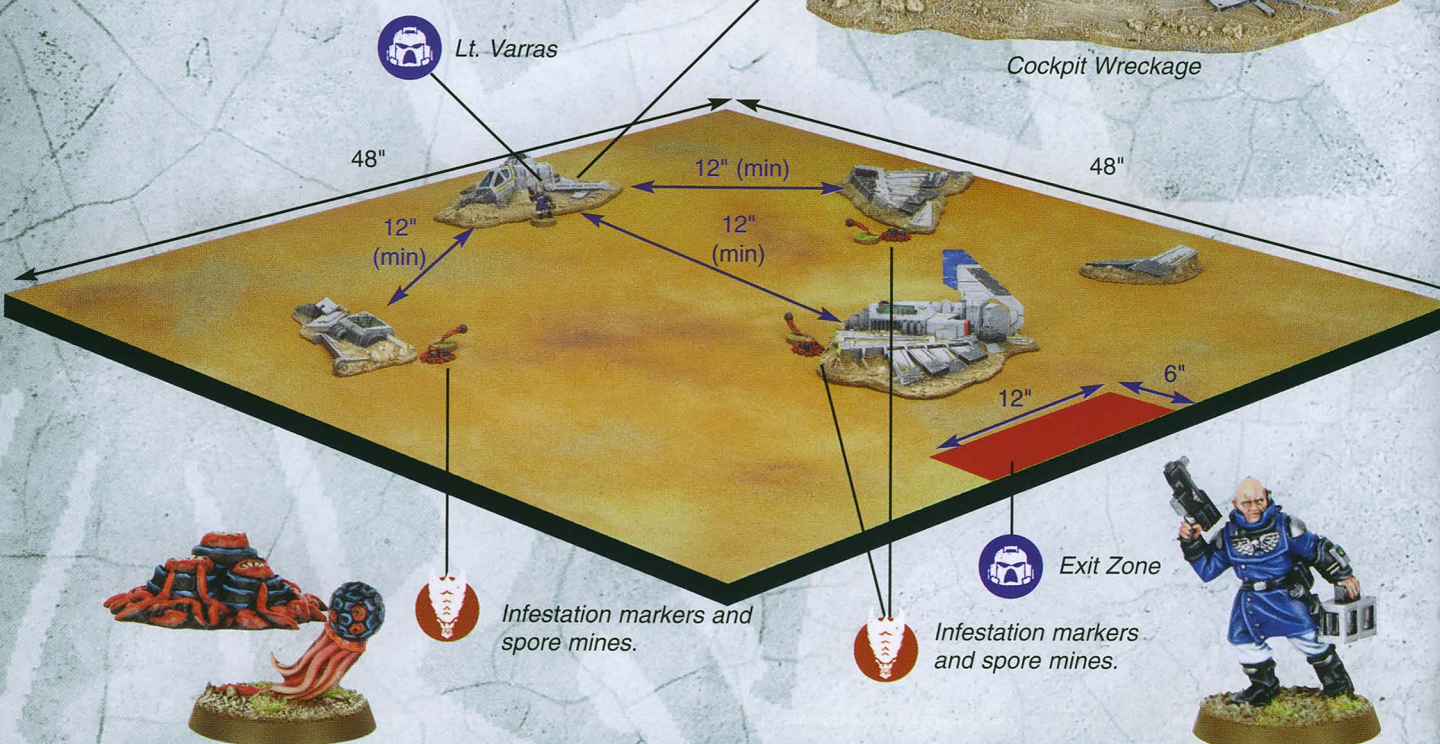 Lt. Varras
Cockpit Wreckage
48"
12" (min)
48"
12"
(min)
12"
(min)
12"
6"
Exit Zone
Infestation markers and
spore mines.
Infestation markers
and spore mines.